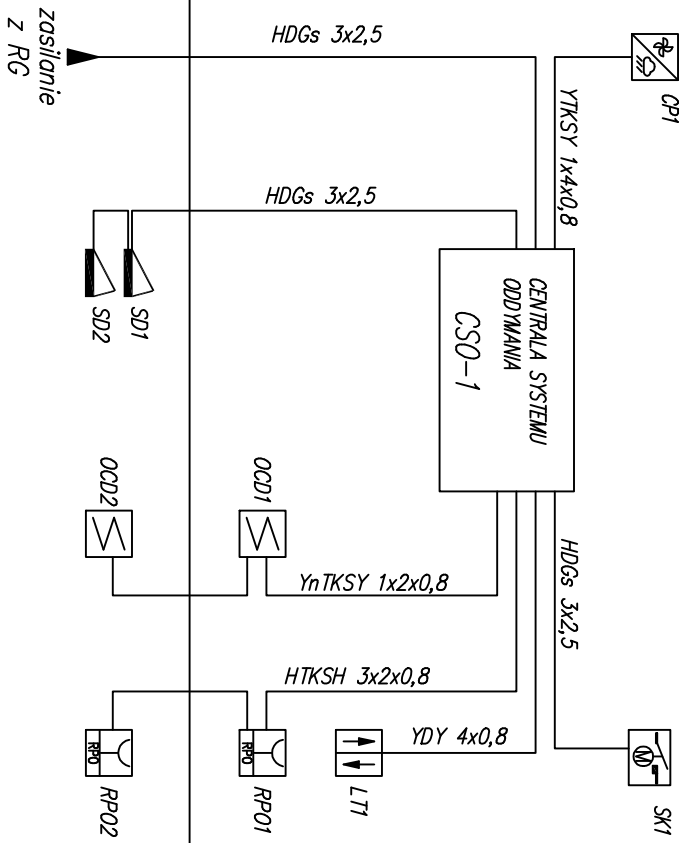 zasilanie
z RG
HDGs 3x2,5
CP1
YTKSY 1x4x0,8
HDGs 3x2,5
SD1
SD2
CENTRALA SYSTEMU
ODDYMANIA
CSO-1
OCD1
OCD2
YnTKSY 1x2x0,8
HDGs 3x2,5
HTKSH 3x2x0,8
YDY 4x0,8
M
SK1
LT1
RPO
RPO1
RPO
RPO2